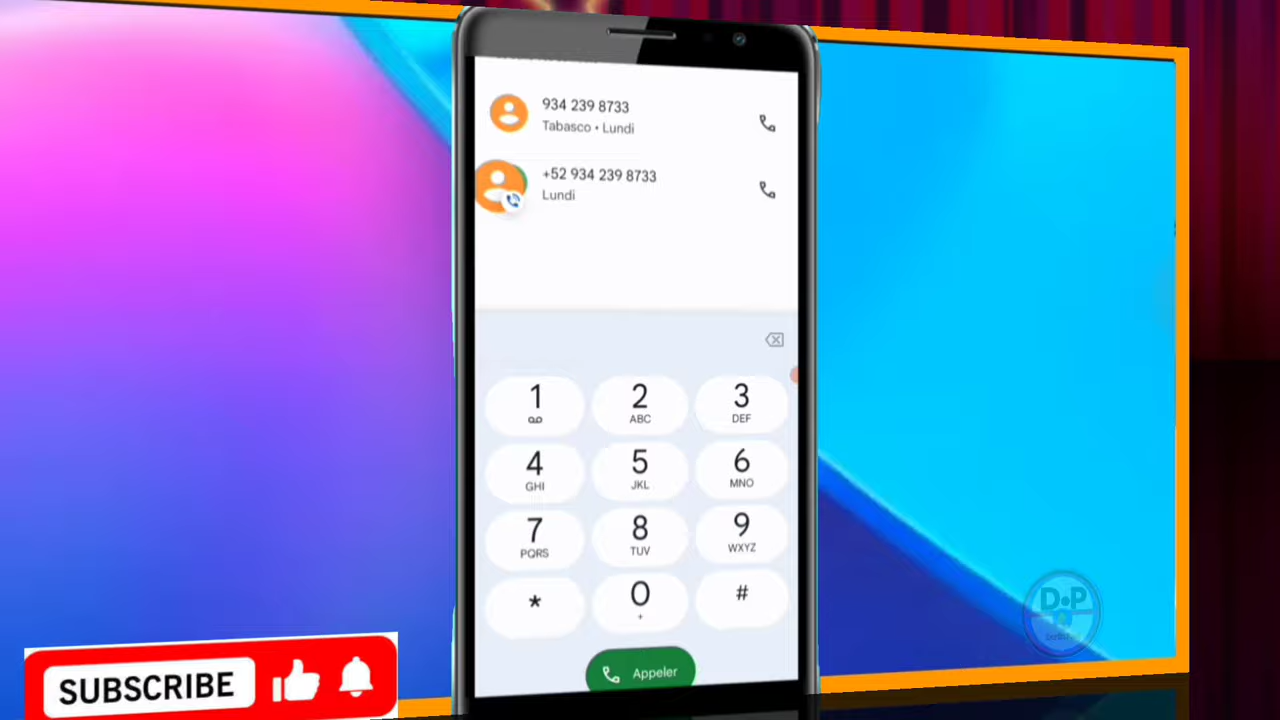 934 239 8733
Tabasco • Lundi
+52 934 239 8733
Lundi
1
2
ABC
3
DEF
4
GHI
5
JKL
6
MNO
7
PQRS
8
TUV
9
WXYZ
*
0
+
#
Appeler
SUBSCRIBE
D•P